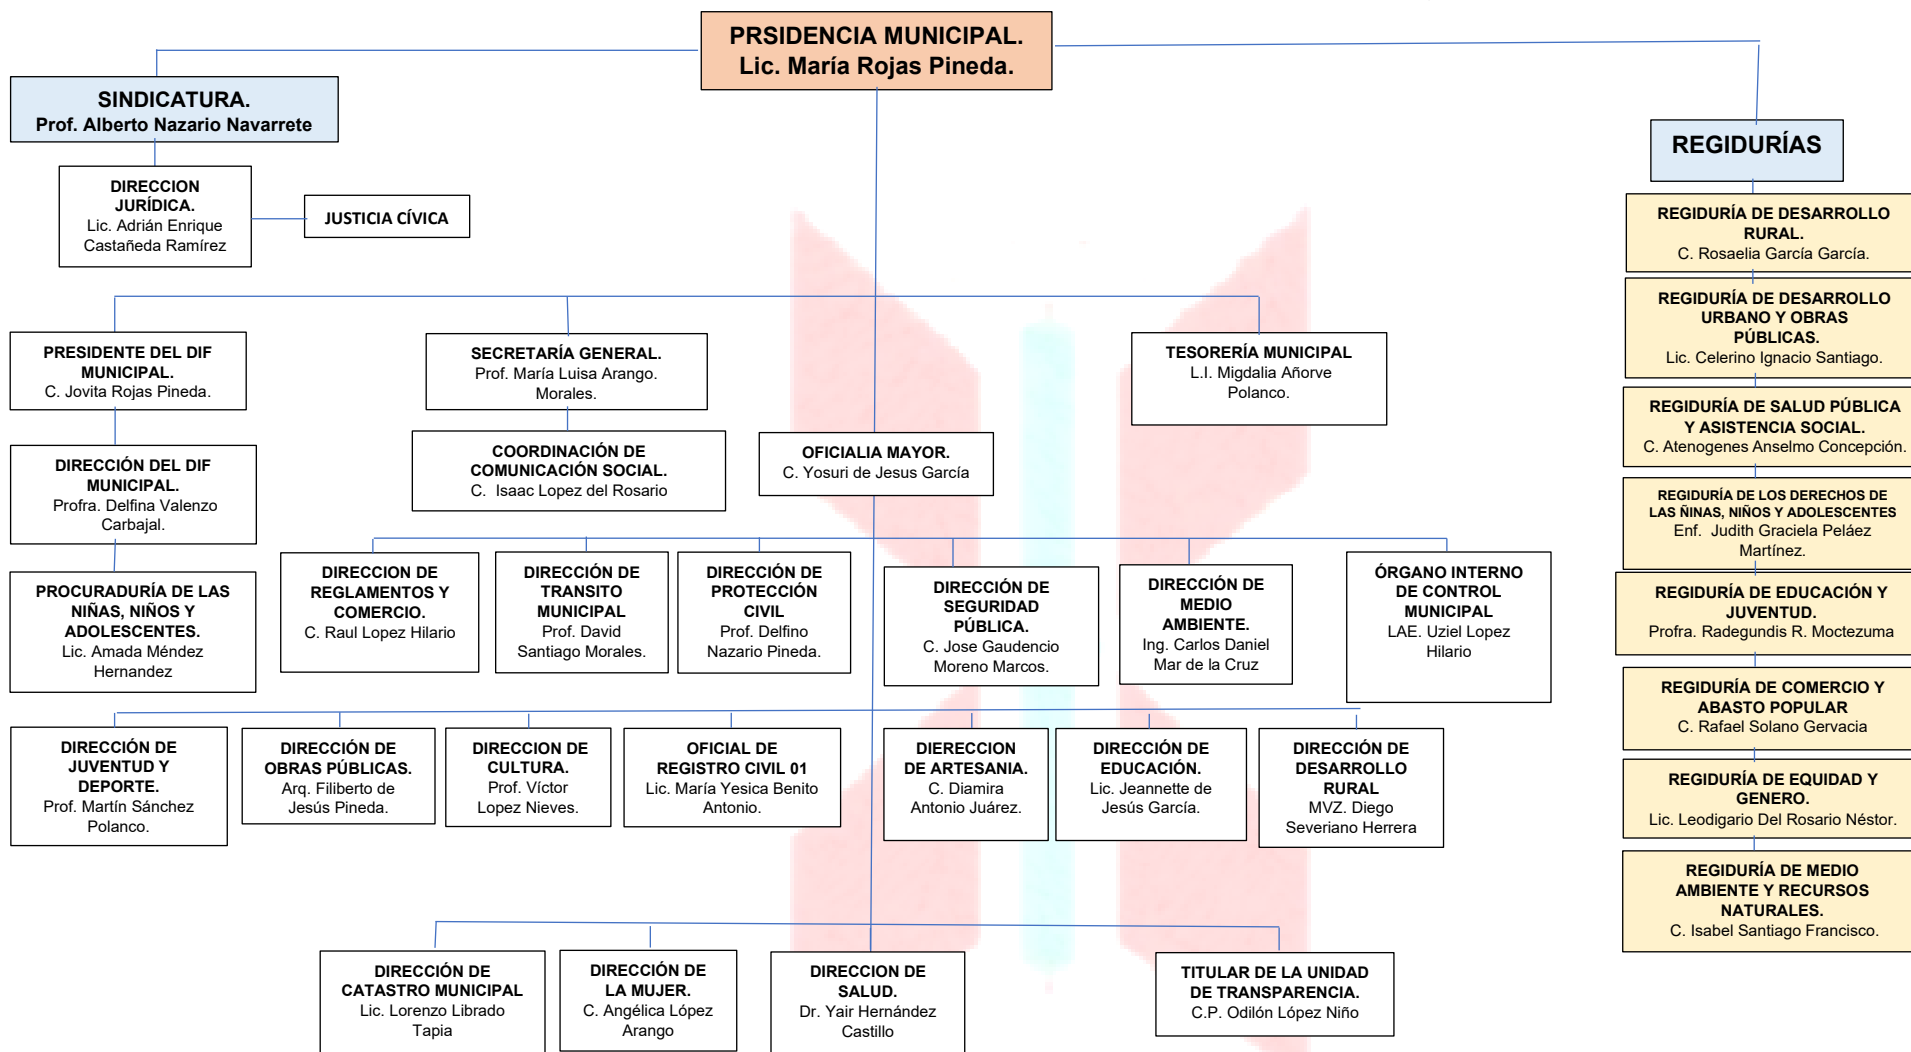 PRSIDENCIA MUNICIPAL.
Lic. María Rojas Pineda.
SINDICATURA.
Prof. Alberto Nazario Navarrete
REGIDURÍAS
DIRECCION
JURÍDICA.
Lic. Adrián Enrique
Castañeda Ramírez
JUSTICIA CÍVICA
PRESIDENTE DEL DIF
MUNICIPAL.
C. Jovita Rojas Pineda.
SECRETARÍA GENERAL.
Prof. María Luisa Arango.
Morales.
TESORERÍA MUNICIPAL
L.I. Migdalia Añorve
Polanco.
DIRECCIÓN DEL DIF
MUNICIPAL.
Profra. Delfina Valenzo
Carbajal.
COORDINACIÓN DE
COMUNICACIÓN SOCIAL.
C. Isaac Lopez del Rosario
OFICIALIA MAYOR.
C. Yosuri de Jesus García
PROCURADURÍA DE LAS
NIÑAS, NIÑOS Y
ADOLESCENTES.
Lic. Amada Méndez
Hernandez
DIRECCION DE
REGLAMENTOS Y
COMERCIO.
C. Raul Lopez Hilario
DIRECCIÓN DE
TRANSITO
MUNICIPAL
Prof. David
Santiago Morales.
DIRECCIÓN DE
PROTECCIÓN
CIVIL
Prof. Delfino
Nazario Pineda.
DIRECCIÓN DE
SEGURIDAD
PÚBLICA.
C. Jose Gaudencio
Moreno Marcos.
DIRECCIÓN DE
MEDIO
AMBIENTE.
Ing. Carlos Daniel
Mar de la Cruz
ÓRGANO INTERNO
DE CONTROL
MUNICIPAL
LAE. Uziel Lopez
Hilario
DIRECCIÓN DE
JUVENTUD Y
DEPORTE.
Prof. Martín Sánchez
Polanco.
DIRECCIÓN DE
OBRAS PÚBLICAS.
Arq. Filiberto de
Jesús Pineda.
DIRECCION DE
CULTURA.
Prof. Víctor
Lopez Nieves.
OFICIAL DE
REGISTRO CIVIL 01
Lic. María Yesica Benito
Antonio.
DIERECCION
DE ARTESANIA.
C. Diamira
Antonio Juárez.
DIRECCIÓN DE
EDUCACIÓN.
Lic. Jeannette de
Jesús García.
DIRECCIÓN DE
DESARROLLO
RURAL
MVZ. Diego
Severiano Herrera
DIRECCIÓN DE
CATASTRO MUNICIPAL
Lic. Lorenzo Librado
Tapia
DIRECCIÓN DE
LA MUJER.
C. Angélica López
Arango
DIRECCION DE
SALUD.
Dr. Yair Hernández
Castillo
TITULAR DE LA UNIDAD
DE TRANSPARENCIA.
C.P. Odilón López Niño
REGIDURÍA DE DESARROLLO
RURAL.
C. Rosaelia García García.
REGIDURÍA DE DESARROLLO
URBANO Y OBRAS
PÚBLICAS.
Lic. Celerino Ignacio Santiago.
REGIDURÍA DE SALUD PÚBLICA
Y ASISTENCIA SOCIAL.
C. Atenogenes Anselmo Concepción.
REGIDURÍA DE LOS DERECHOS DE
LAS ÑINAS, NIÑOS Y ADOLESCENTES
Enf. Judith Graciela Peláez
Martínez.
REGIDURÍA DE EDUCACIÓN Y
JUVENTUD.
Profra. Radegundis R. Moctezuma
REGIDURÍA DE COMERCIO Y
ABASTO POPULAR
C. Rafael Solano Gervacia
REGIDURÍA DE EQUIDAD Y
GENERO.
Lic. Leodigario Del Rosario Néstor.
REGIDURÍA DE MEDIO
AMBIENTE Y RECURSOS
NATURALES.
C. Isabel Santiago Francisco.